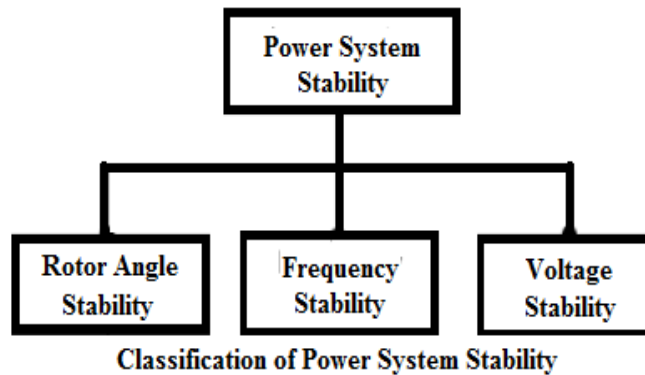 Power System
Stability
Rotor Angle
Stability
Frequency
Stability
Voltage
Stability
Classification of Power System Stability